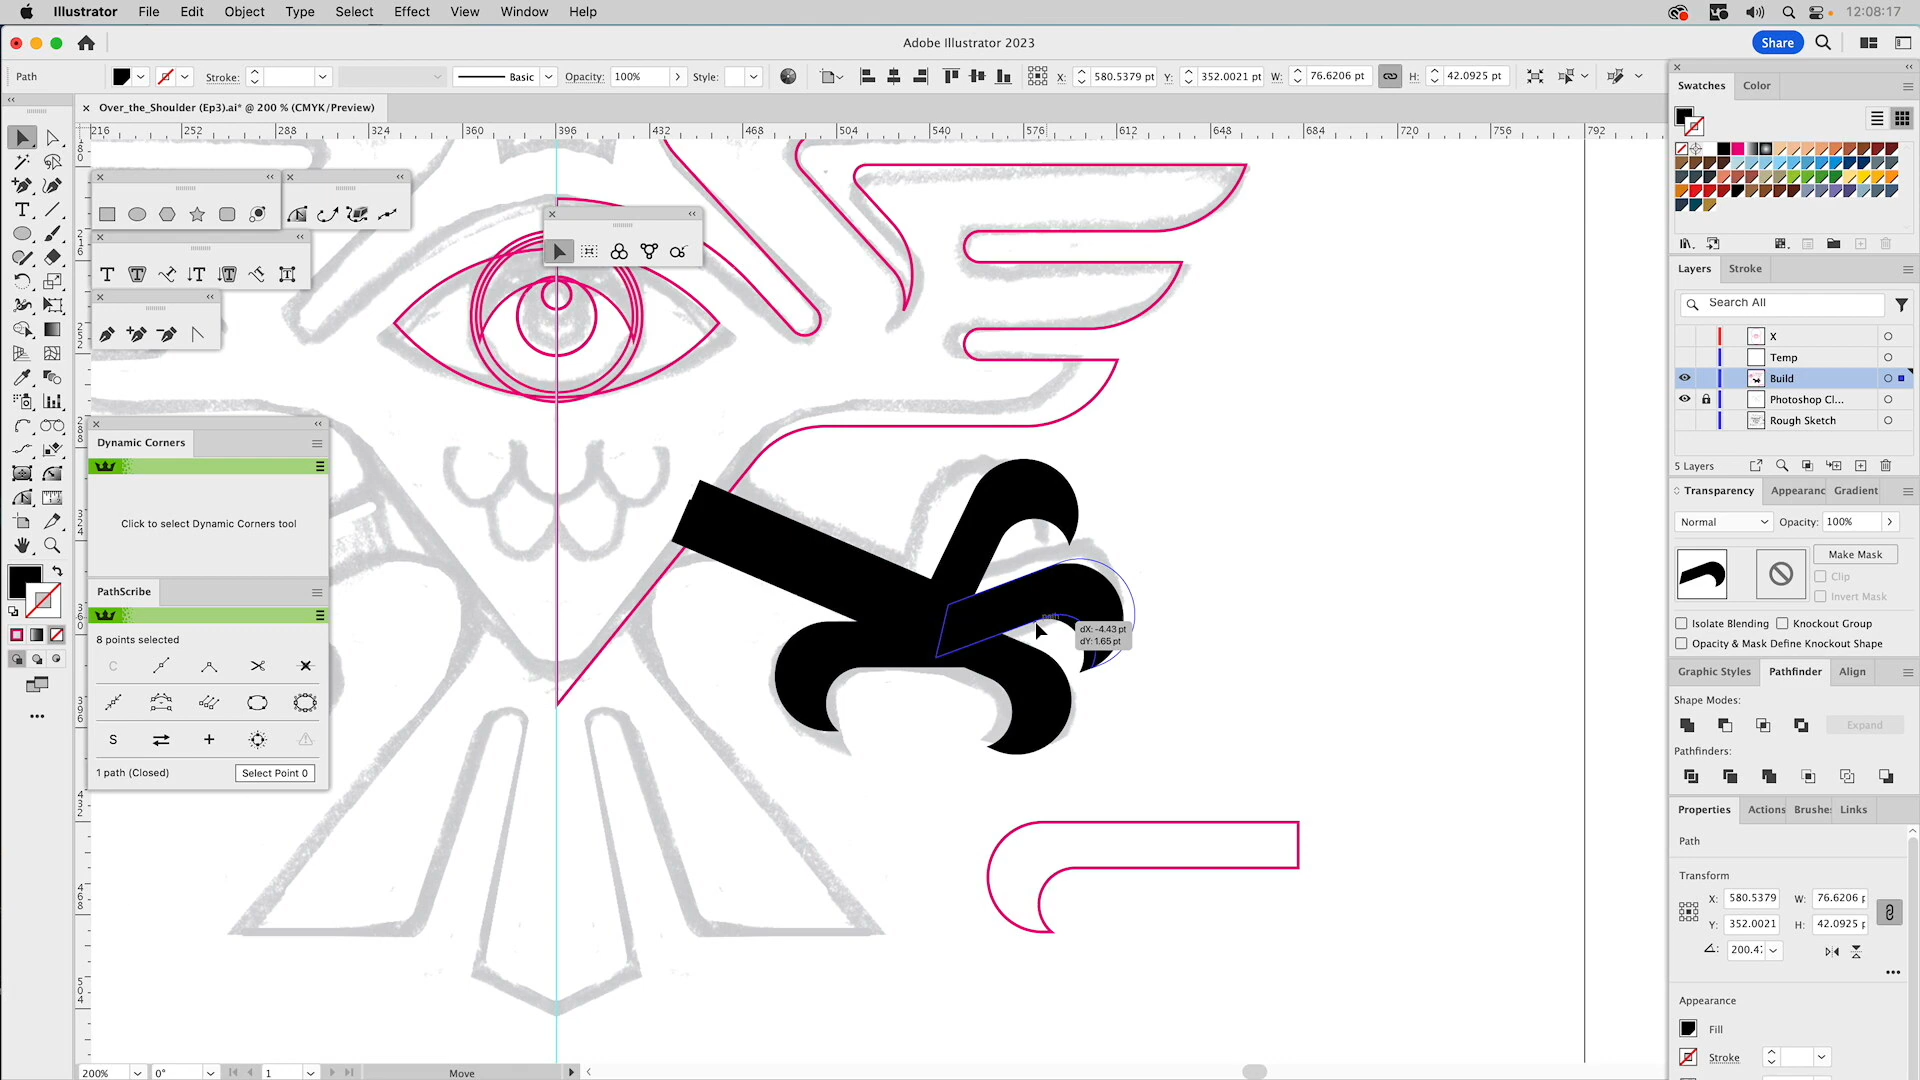 Illustrator File Edit Object Type Select Effect View Window Help 12:08:17
Adobe Illustrator 2023
Share
Path Stroke: Basic Opacity: 100% Style: X: 580.5379 pt Y: 352.0021 pt W: 76.6206 pt H: 42.0925 pt
Over_the_Shoulder (Ep3).ai* @ 200 % (CMYK/Preview)
216 252 288 324 360 396 432 468 504 540 576 612 648 684 720 756 792
Dynamic Corners
Click to select Dynamic Corners tool
PathScribe
8 points selected
1 path (Closed) Select Point 0
path
dX: -4.43 pt
dY: 1.65 pt
200% 0° 1 Move
Swatches Color
Layers Stroke
Search All
X
Temp
Build
Photoshop Cl...
Rough Sketch
5 Layers
Transparency Appearanc Gradient
Normal Opacity: 100%
Make Mask
Clip
Invert Mask
Isolate Blending Knockout Group
Opacity & Mask Define Knockout Shape
Graphic Styles Pathfinder Align
Shape Modes:
Expand
Pathfinders:
Properties Actions Brushes Links
Path
Transform
X: 580.5379 W: 76.6206 p
Y: 352.0021 H: 42.0925 p
200.47
Appearance
Fill
Stroke